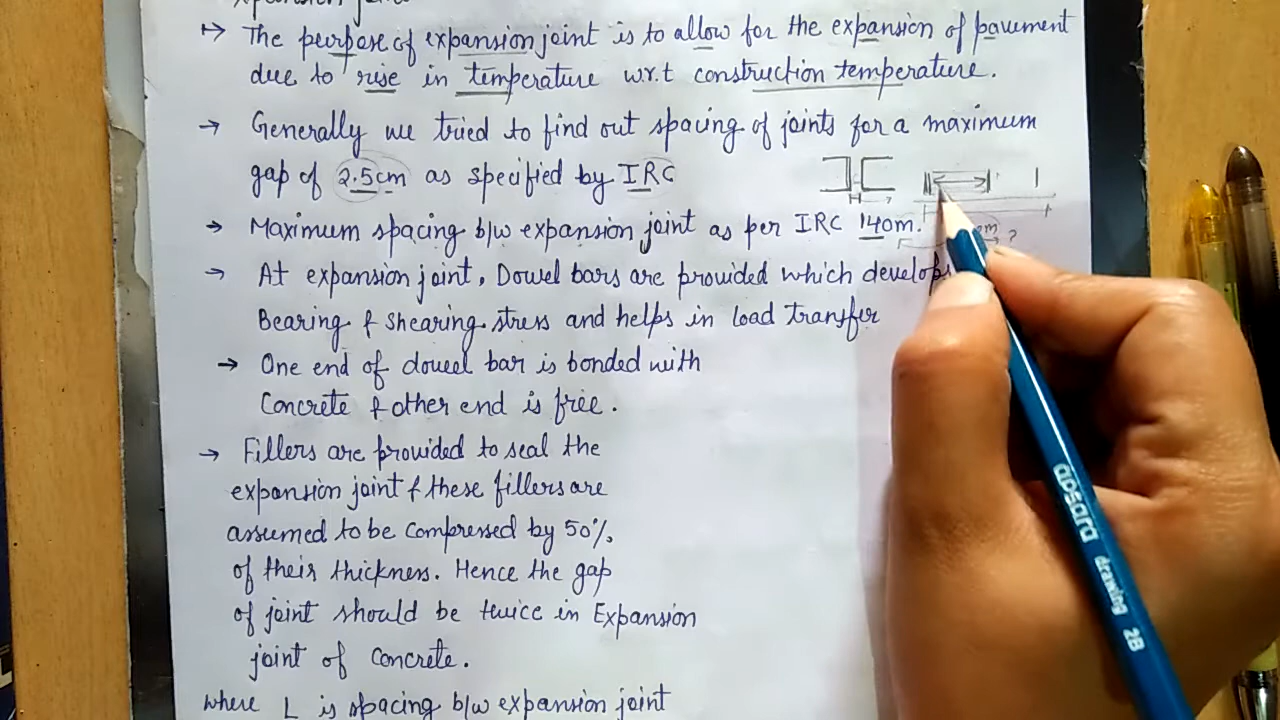 ↦ The purpose of expansion joint is to allow for the expansion of pavement
due to rise in temperature w.r.t construction temperature.
→ Generally we tried to find out spacing of joints for a maximum
gap of 2.5cm as specified by IRC
→ Maximum spacing b/w expansion joint as per IRC 140m.
?
→ At expansion joint, Dowel bars are provided which develops
Bearing & shearing stress and helps in load transfer
→ One end of dowel bar is bonded with
Concrete & other end is free.
→ Fillers are provided to seal the
expansion joint & these fillers are
assumed to be compressed by 50%
of their thickness. Hence the gap
of joint should be twice in Expansion
joint of concrete.
where L is spacing b/w expansion joint
dosara drawing 2B